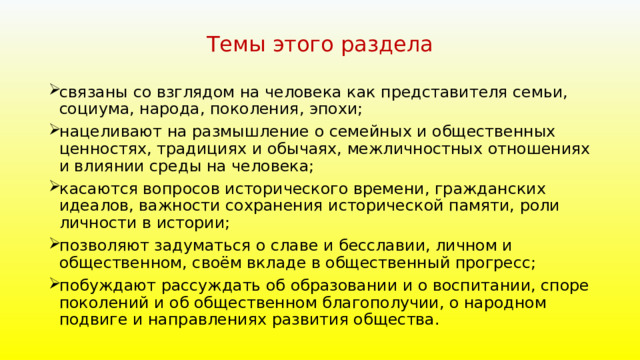 Темы этого раздела
связаны со взглядом на человека как представителя семьи,
социума, народа, поколения, эпохи;
нацеливают на размышление о семейных и общественных
ценностях, традициях и обычаях, межличностных отношениях
и влиянии среды на человека;
касаются вопросов исторического времени, гражданских
идеалов, важности сохранения исторической памяти, роли
личности в истории;
позволяют задуматься о славе и бесславии, личном и
общественном, своём вкладе в общественный прогресс;
побуждают рассуждать об образовании и о воспитании, споре
поколений и об общественном благополучии, о народном
подвиге и направлениях развития общества.